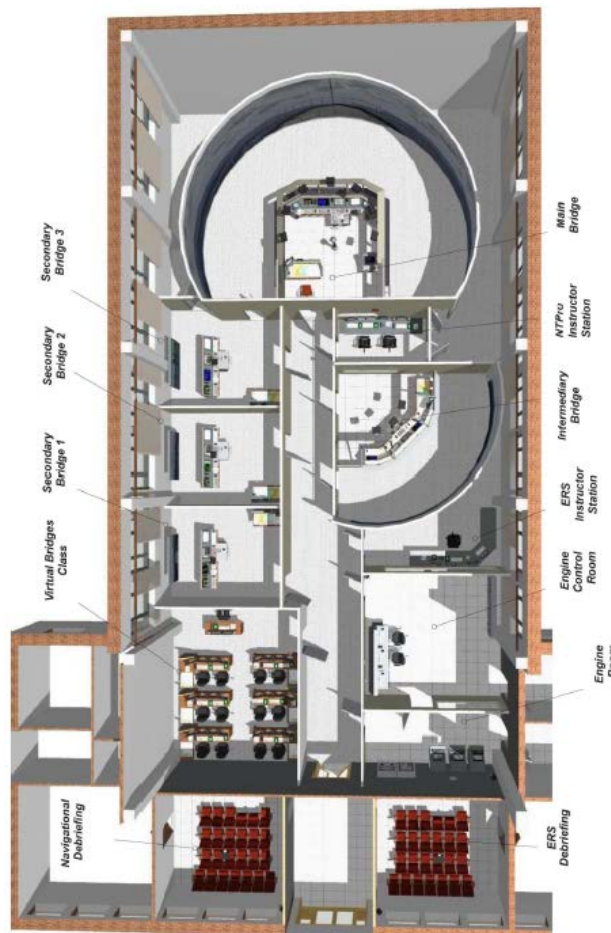 Secondary
Bridge 3
Secondary
Bridge 2
Secondary
Bridge 1
Virtual Bridges
Class
Navigational
Debriefing
Main
Bridge
NTPro
Instructor
Station
Intermediary
Bridge
ERS
Instructor
Station
Engine
Control
Room
Engine
Room
ERS
Debriefing